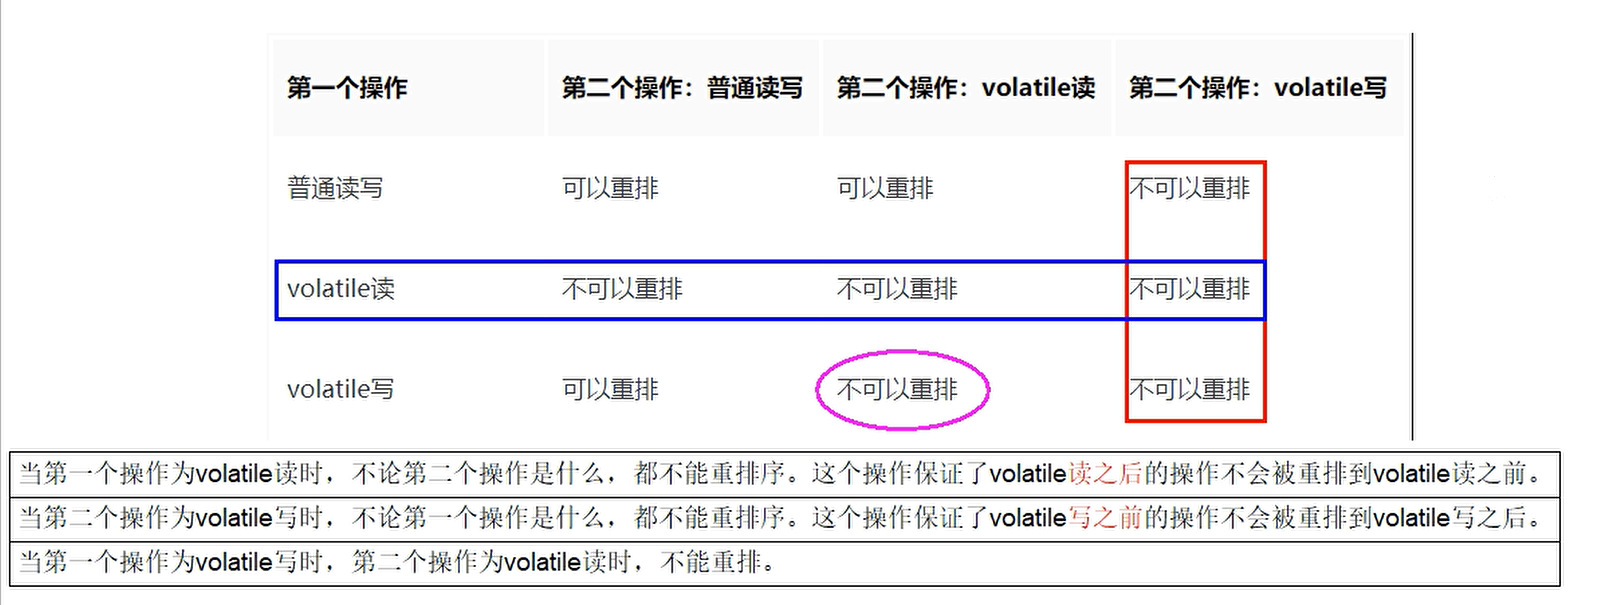 第一个操作 第二个操作：普通读写 第二个操作：volatile读 第二个操作：volatile写
普通读写 可以重排 可以重排 不可以重排
volatile读 不可以重排 不可以重排 不可以重排
volatile写 可以重排 不可以重排 不可以重排
当第一个操作为volatile读时，不论第二个操作是什么，都不能重排序。这个操作保证了volatile读之后的操作不会被重排到volatile读之前。
当第二个操作为volatile写时，不论第一个操作是什么，都不能重排序。这个操作保证了volatile写之前的操作不会被重排到volatile写之后。
当第一个操作为volatile写时，第二个操作为volatile读时，不能重排。